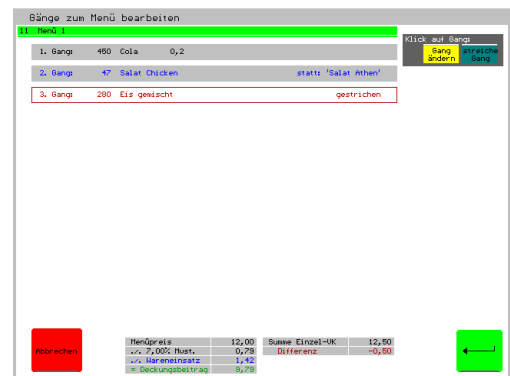 Gänge zum Menü bearbeiten
11 Menü 1
Klick auf Gang:
Gang ändern
streiche Gang
1. Gang: 450 Cola 0,2
2. Gang: 47 Salat Chicken statt: 'Salat Athen'
3. Gang: 280 Eis gemischt gestrichen
Abbrechen
Menüpreis 12,00
./. 7,00% Mwst. 0,79
./. Wareneinsatz 1,42
= Deckungsbeitrag 9,79
Summe Einzel-VK 12,50
Differenz -0,50